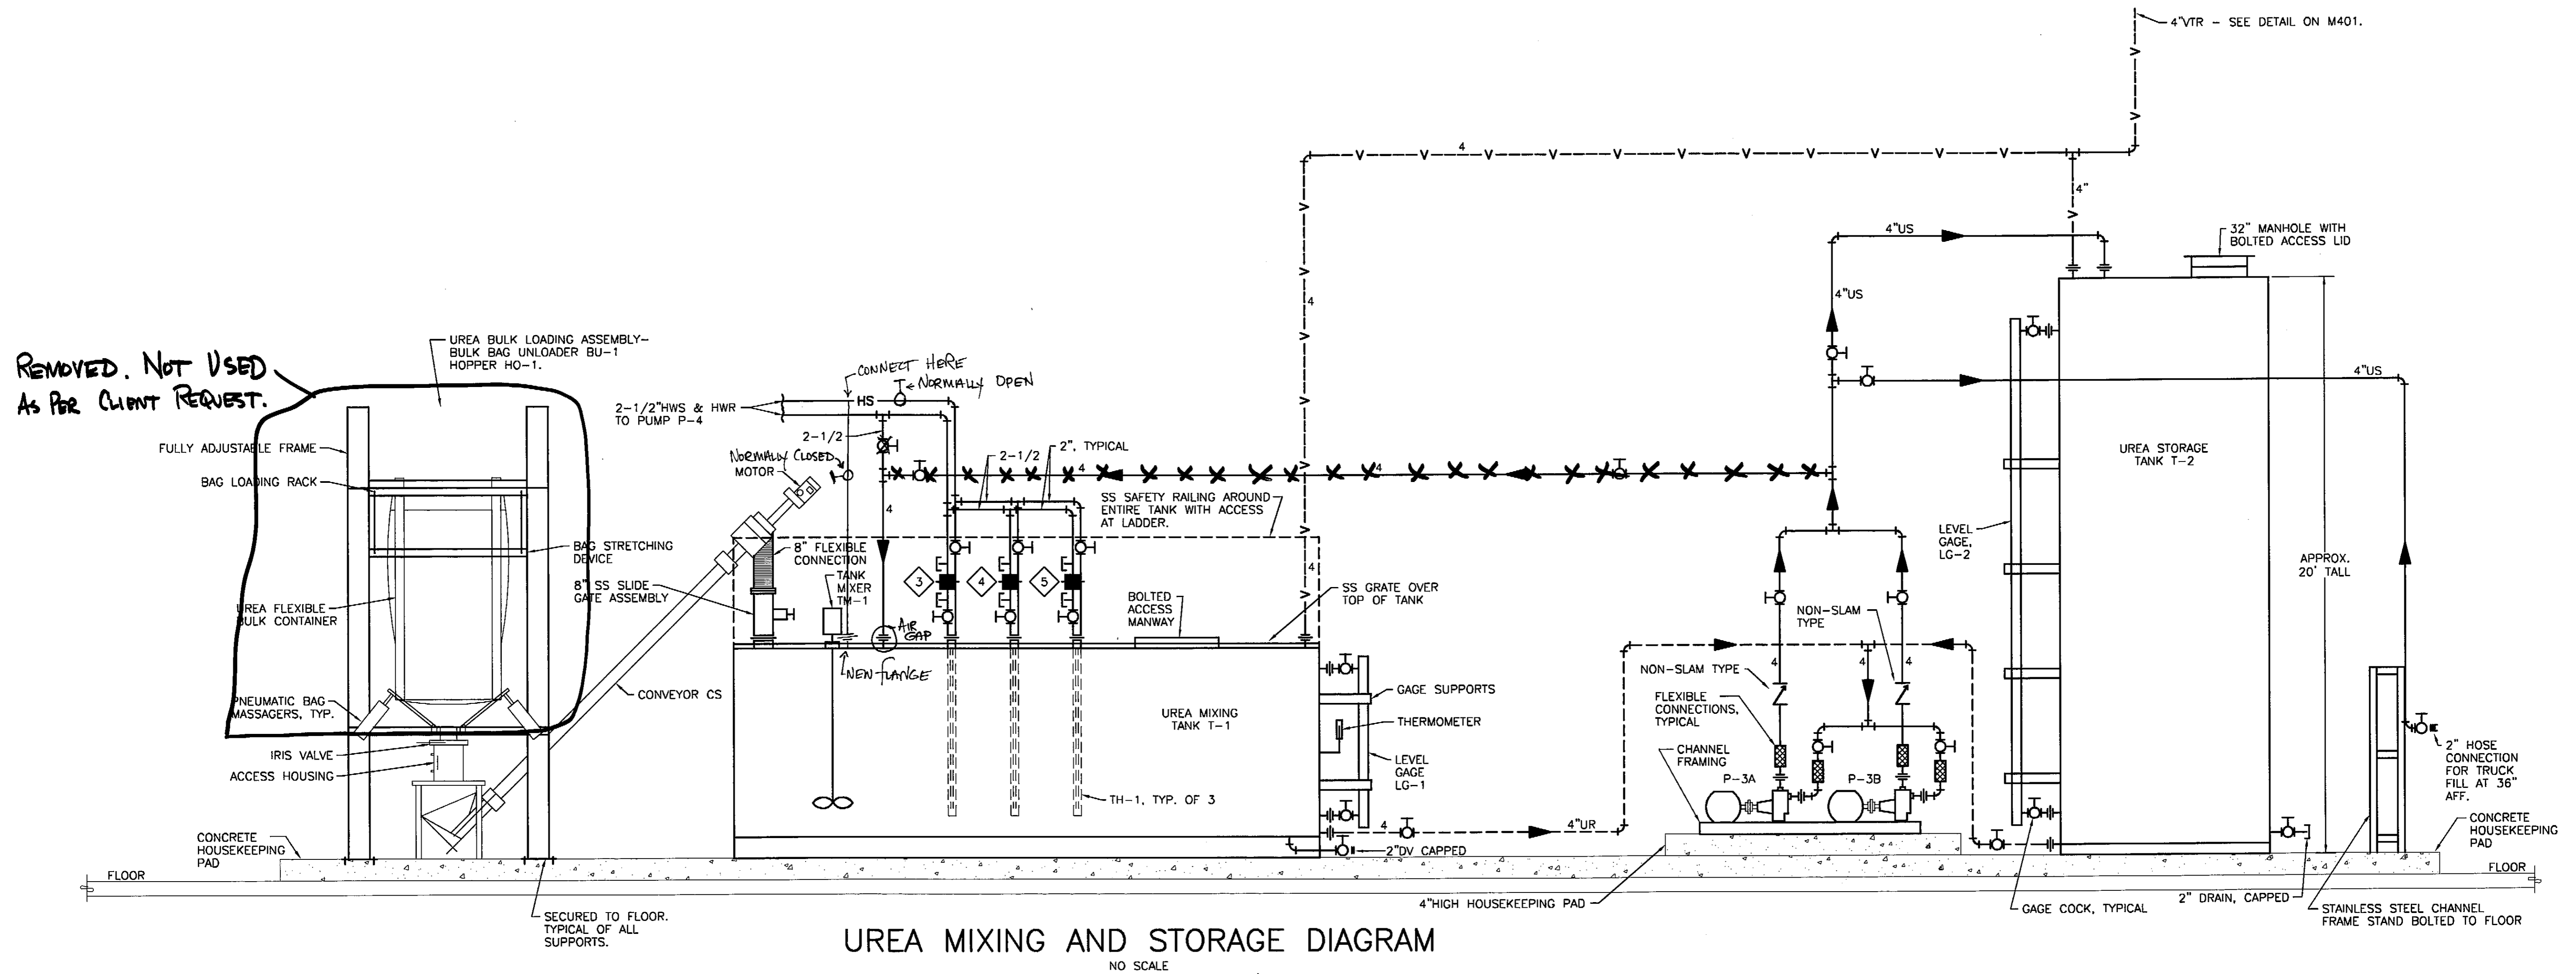 4"VTR - SEE DETAIL ON M401.
4
4"
4"US
32" MANHOLE WITH
BOLTED ACCESS LID
4"US
4
UREA BULK LOADING ASSEMBLY-
BULK BAG UNLOADER BU-1
HOPPER HO-1.
REMOVED. NOT USED
AS PER CLIENT REQUEST.
CONNECT HERE
NORMALLY OPEN
HS
2-1/2"HWS & HWR
TO PUMP P-4
4"US
2-1/2
2", TYPICAL
2-1/2
4
4
NORMALLY CLOSED
MOTOR
FULLY ADJUSTABLE FRAME
BAG LOADING RACK
UREA STORAGE
TANK T-2
SS SAFETY RAILING AROUND
ENTIRE TANK WITH ACCESS
AT LADDER.
4
LEVEL
GAGE,
LG-2
BAG STRETCHING
DEVICE
8" FLEXIBLE
CONNECTION
APPROX.
20' TALL
8" SS SLIDE
GATE ASSEMBLY
TANK
MIXER
TM-1
3
4
5
4
BOLTED
ACCESS
MANWAY
SS GRATE OVER
TOP OF TANK
NON-SLAM
TYPE
UREA FLEXIBLE
BULK CONTAINER
AIR
GAP
NEW FLANGE
CONVEYOR CS
GAGE SUPPORTS
NON-SLAM TYPE
4
4
4
FLEXIBLE
CONNECTIONS,
TYPICAL
PNEUMATIC BAG
MASSAGERS, TYP.
UREA MIXING
TANK T-1
THERMOMETER
IRIS VALVE
ACCESS HOUSING
LEVEL
GAGE
LG-1
CHANNEL
FRAMING
P-3A
P-3B
2" HOSE
CONNECTION
FOR TRUCK
FILL AT 36"
AFF.
TH-1, TYP. OF 3
4
4"UR
CONCRETE
HOUSEKEEPING
PAD
2"DV CAPPED
CONCRETE
HOUSEKEEPING
PAD
FLOOR
FLOOR
4"HIGH HOUSEKEEPING PAD
GAGE COCK, TYPICAL
2" DRAIN, CAPPED
STAINLESS STEEL CHANNEL
FRAME STAND BOLTED TO FLOOR
SECURED TO FLOOR.
TYPICAL OF ALL
SUPPORTS.
UREA MIXING AND STORAGE DIAGRAM
NO SCALE